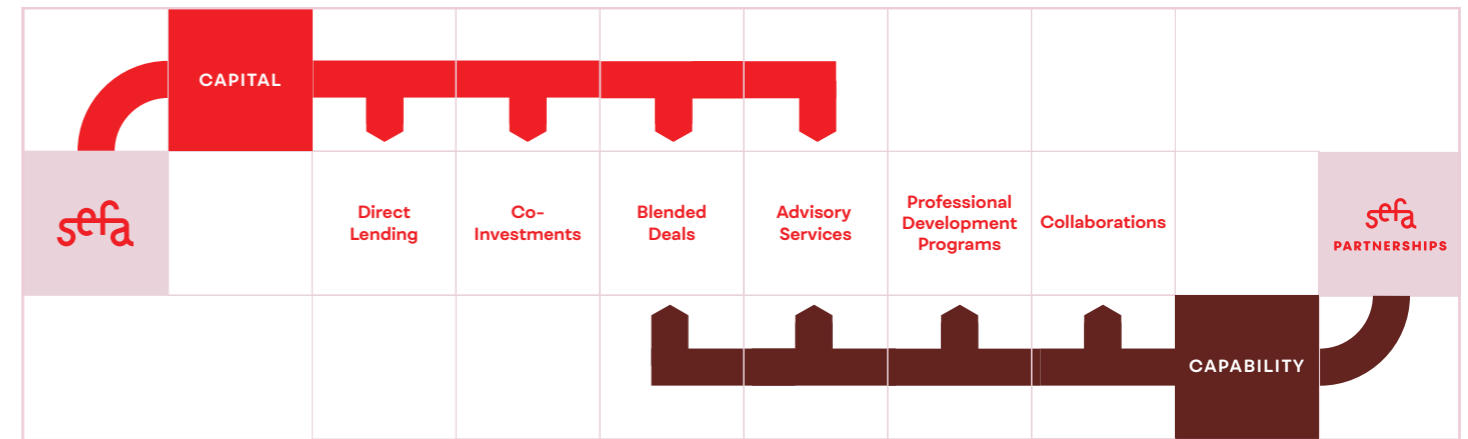 CAPITAL
sefa
Direct
Lending
Co-
Investments
Blended
Deals
Advisory
Services
Professional
Development
Programs
Collaborations
sefa
PARTNERSHIPS
CAPABILITY